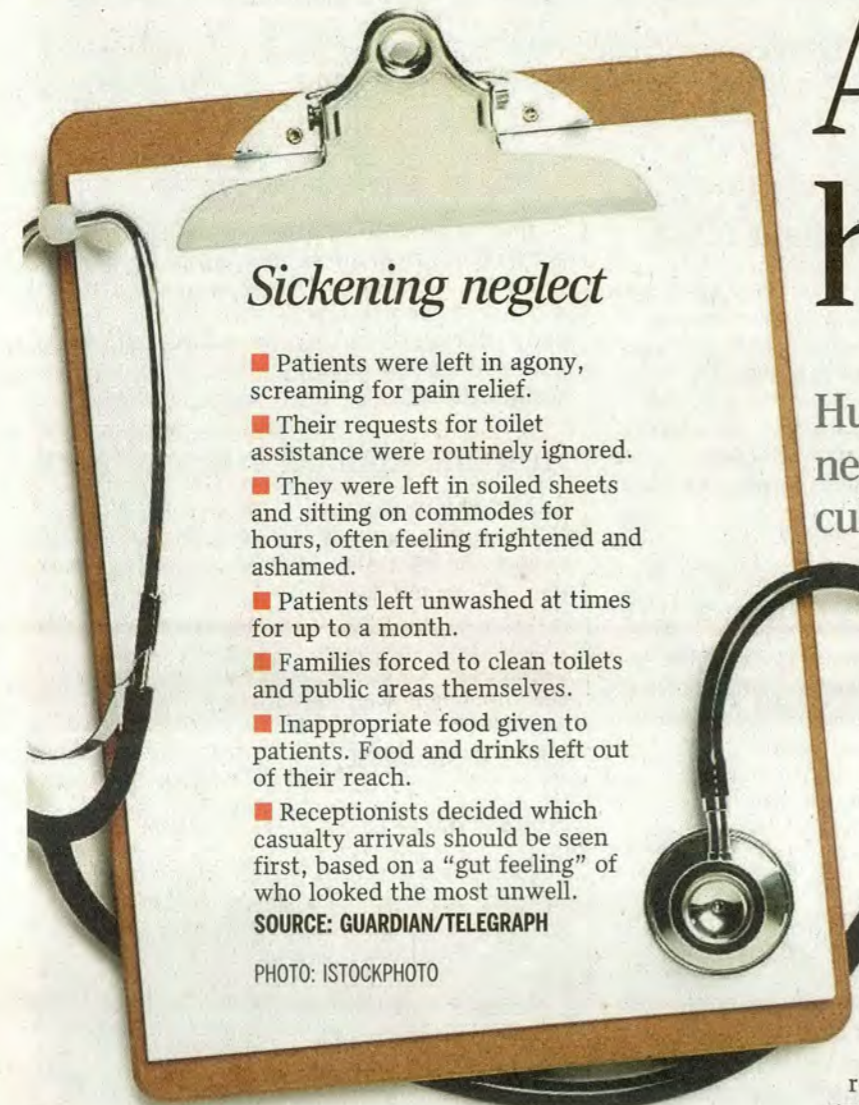 Sickening neglect
■ Patients were left in agony,
screaming for pain relief.
■ Their requests for toilet
assistance were routinely ignored.
■ They were left in soiled sheets
and sitting on commodes for
hours, often feeling frightened and
ashamed.
■ Patients left unwashed at times
for up to a month.
■ Families forced to clean toilets
and public areas themselves.
■ Inappropriate food given to
patients. Food and drinks left out
of their reach.
■ Receptionists decided which
casualty arrivals should be seen
first, based on a “gut feeling” of
who looked the most unwell.
SOURCE: GUARDIAN/TELEGRAPH
PHOTO: ISTOCKPHOTO